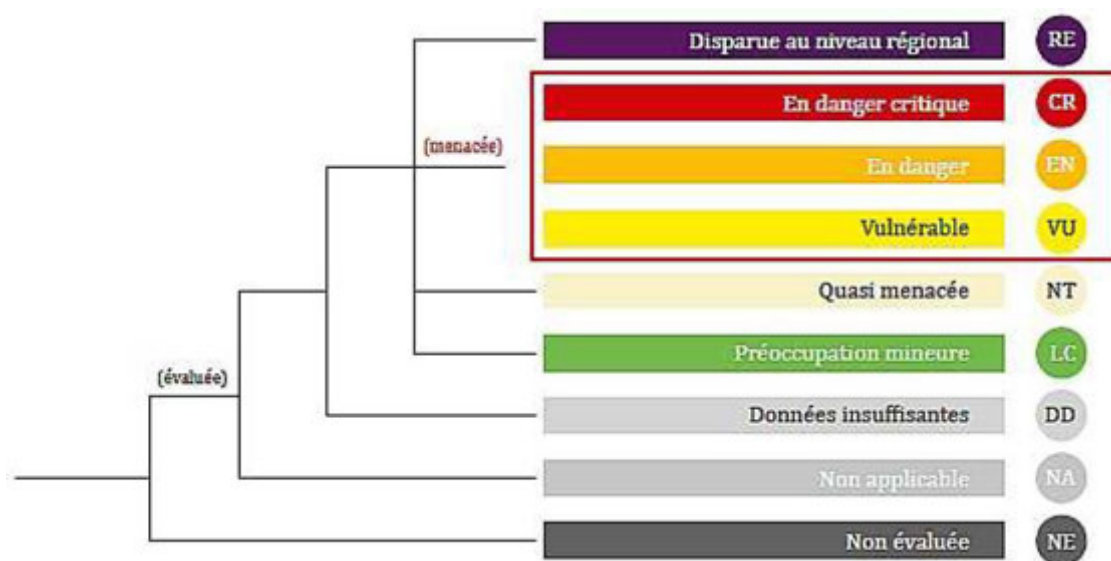 Disparue au niveau régional RE
En danger critique CR
(menacée)
En danger EN
Vulnérable VU
Quasi menacée NT
Préoccupation mineure LC
(évaluée)
Données insuffisantes DD
Non applicable NA
Non évaluée NE